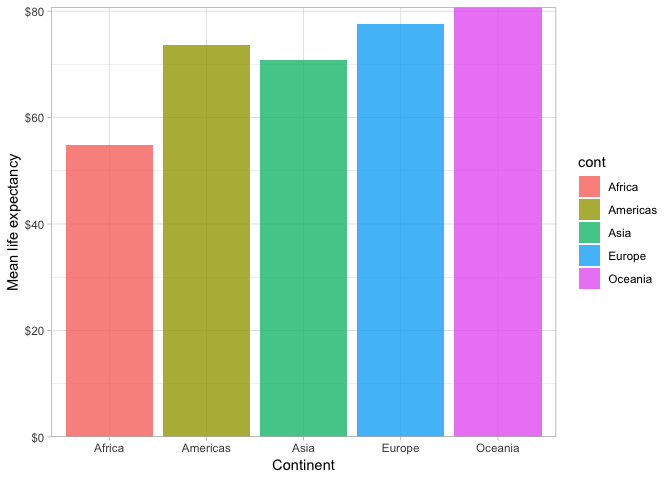 $80
$60
$40
$20
$0
Mean life expectancy
Africa Americas Asia Europe Oceania
Continent
cont
Africa
Americas
Asia
Europe
Oceania